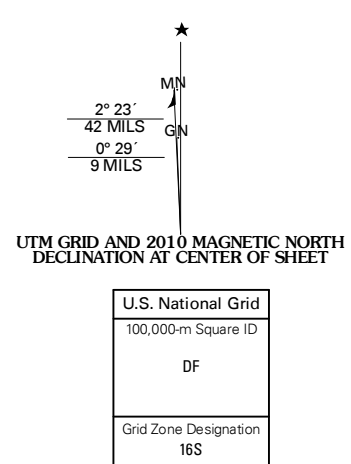 MN
2° 23´
42 MILS
GN
0° 29´
9 MILS
UTM GRID AND 2010 MAGNETIC NORTH
DECLINATION AT CENTER OF SHEET
U.S. National Grid
100,000-m Square ID
DF
Grid Zone Designation
16S